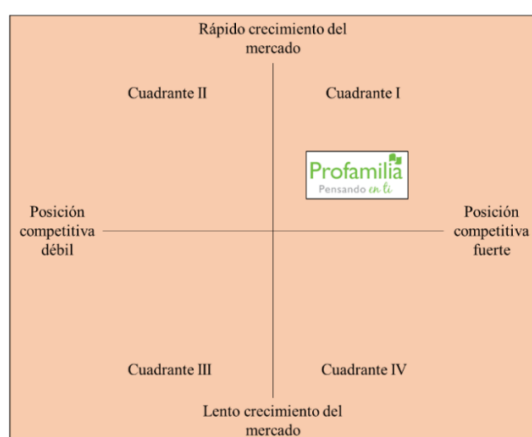 Rápido crecimiento del
mercado
Cuadrante II
Cuadrante I
Profamilia
Pensando en ti
Posición
competitiva
débil
Posición
competitiva
fuerte
Cuadrante III
Cuadrante IV
Lento crecimiento del
mercado